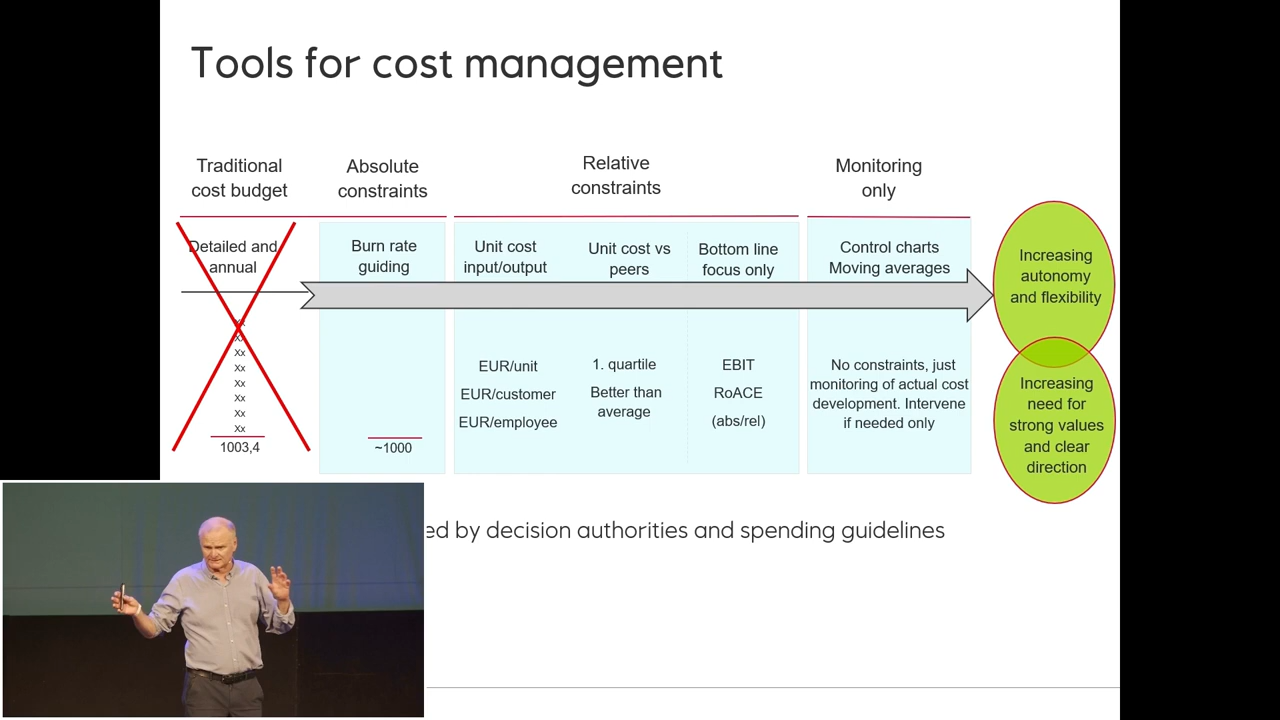 Tools for cost management
Traditional
cost budget
Absolute
constraints
Relative
constraints
Monitoring
only
Detailed and
annual
Burn rate
guiding
Unit cost
input/output
Unit cost vs
peers
Bottom line
focus only
Control charts
Moving averages
Increasing
autonomy
and flexibility
Xx
Xx
Xx
Xx
Xx
Xx
Xx
Xx
1003,4
~1000
EUR/unit
EUR/customer
EUR/employee
1. quartile
Better than
average
EBIT
RoACE
(abs/rel)
No constraints, just
monitoring of actual cost
development. Intervene
if needed only
Increasing
need for
strong values
and clear
direction
by decision authorities and spending guidelines